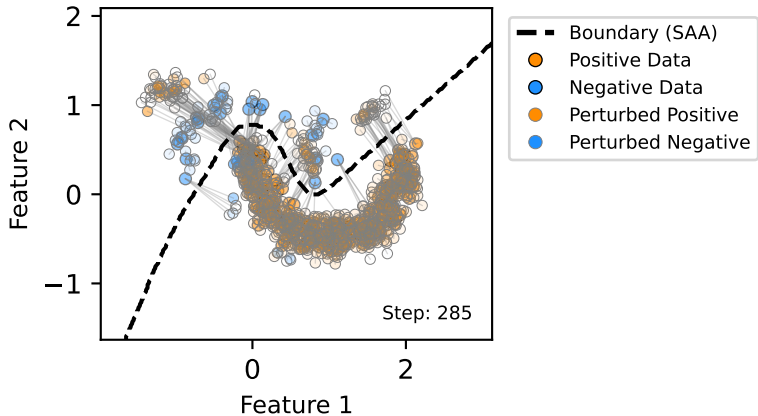 2
1
0
−1
Feature 2
0
2
Feature 1
Step: 285
Boundary (SAA)
Positive Data
Negative Data
Perturbed Positive
Perturbed Negative